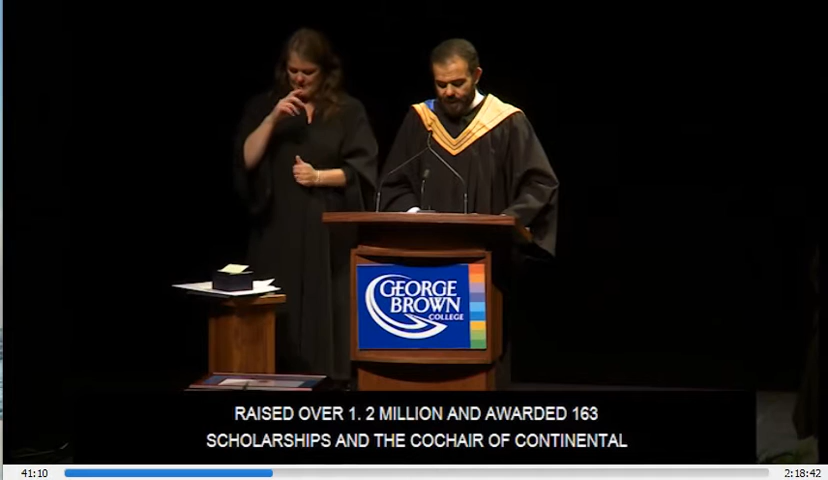 GEORGE
BROWN
COLLEGE
RAISED OVER 1. 2 MILLION AND AWARDED 163
SCHOLARSHIPS AND THE COCHAIR OF CONTINENTAL
41:10
2:18:42